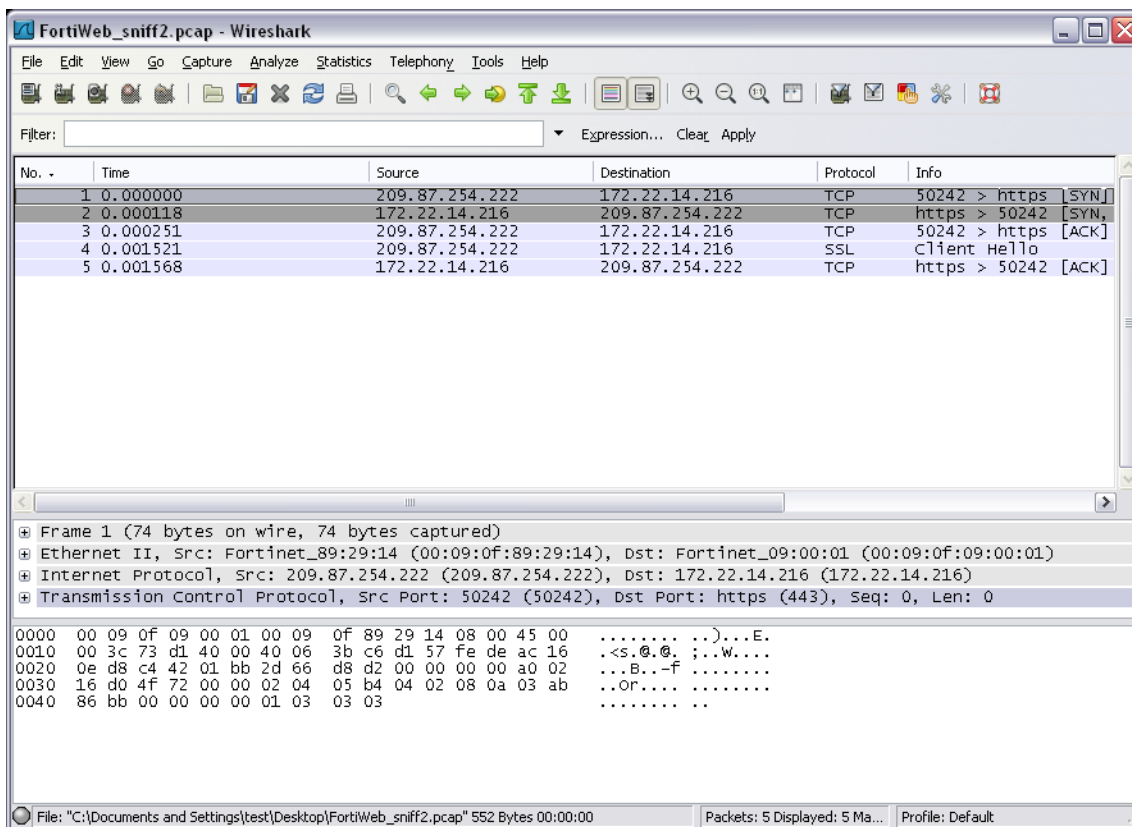 FortiWeb_sniff2.pcap - Wireshark
File Edit View Go Capture Analyze Statistics Telephony Tools Help
Filter: Expression... Clear Apply
No. Time Source Destination Protocol Info
1 0.000000 209.87.254.222 172.22.14.216 TCP 50242 > https [SYN]
2 0.000118 172.22.14.216 209.87.254.222 TCP https > 50242 [SYN,
3 0.000251 209.87.254.222 172.22.14.216 TCP 50242 > https [ACK]
4 0.001521 209.87.254.222 172.22.14.216 SSL Client Hello
5 0.001568 172.22.14.216 209.87.254.222 TCP https > 50242 [ACK]
Frame 1 (74 bytes on wire, 74 bytes captured)
Ethernet II, Src: Fortinet_89:29:14 (00:09:0f:89:29:14), Dst: Fortinet_09:00:01 (00:09:0f:09:00:01)
Internet Protocol, Src: 209.87.254.222 (209.87.254.222), Dst: 172.22.14.216 (172.22.14.216)
Transmission Control Protocol, Src Port: 50242 (50242), Dst Port: https (443), Seq: 0, Len: 0
0000 00 09 0f 09 00 01 00 09 0f 89 29 14 08 00 45 00 ........ ..)...E.
0010 00 3c 73 d1 40 00 40 06 3b c6 d1 57 fe de ac 16 .<s.@.@. ;..W....
0020 0e d8 c4 42 01 bb 2d 66 d8 d2 00 00 00 00 a0 02 ...B..-f ........
0030 16 d0 4f 72 00 00 02 04 05 b4 04 02 08 0a 03 ab ..Or.... ........
0040 86 bb 00 00 00 00 01 03 03 03 ........ ..
File: "C:\Documents and Settings\test\Desktop\FortiWeb_sniff2.pcap" 552 Bytes 00:00:00 Packets: 5 Displayed: 5 Ma... Profile: Default